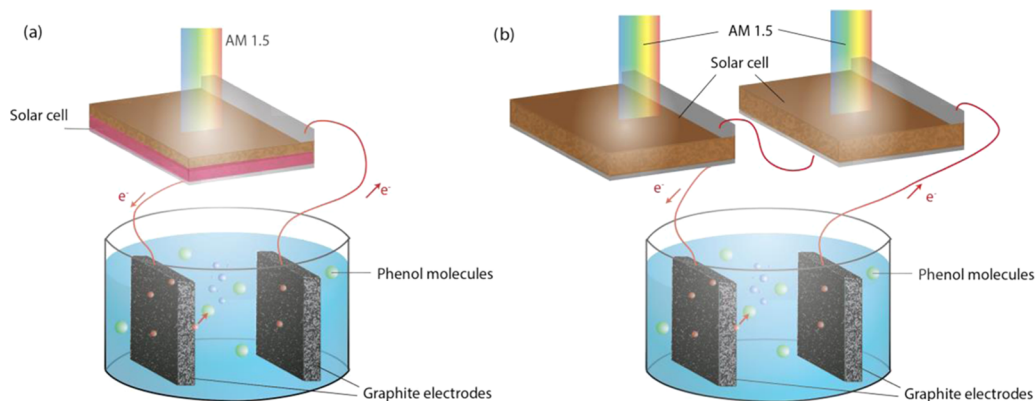 (a)
AM 1.5
Solar cell
e-
e-
Phenol molecules
Graphite electrodes
(b)
AM 1.5
Solar cell
e-
e-
Phenol molecules
Graphite electrodes